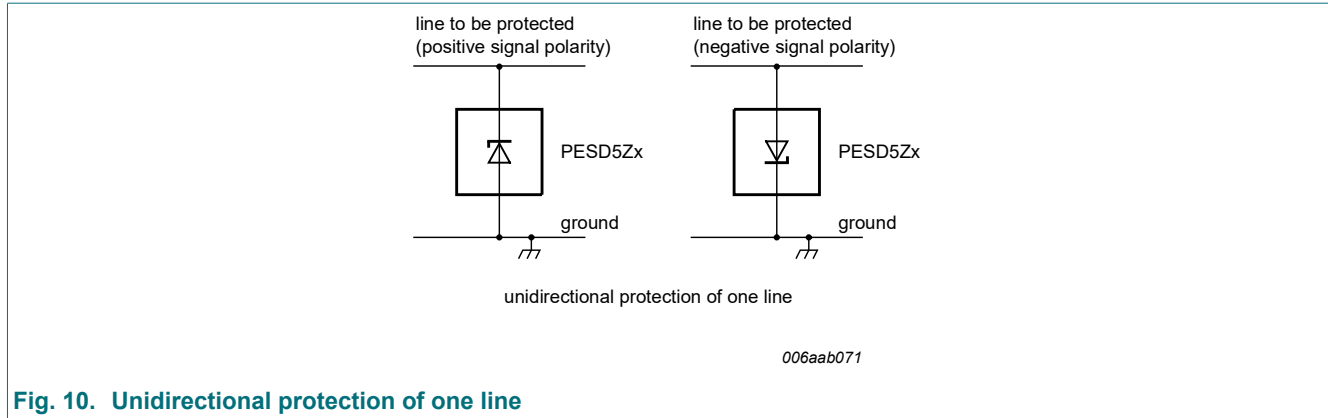 line to be protected
(positive signal polarity)
line to be protected
(negative signal polarity)
PESD5Zx
PESD5Zx
ground
ground
unidirectional protection of one line
006aab071
Fig. 10. Unidirectional protection of one line